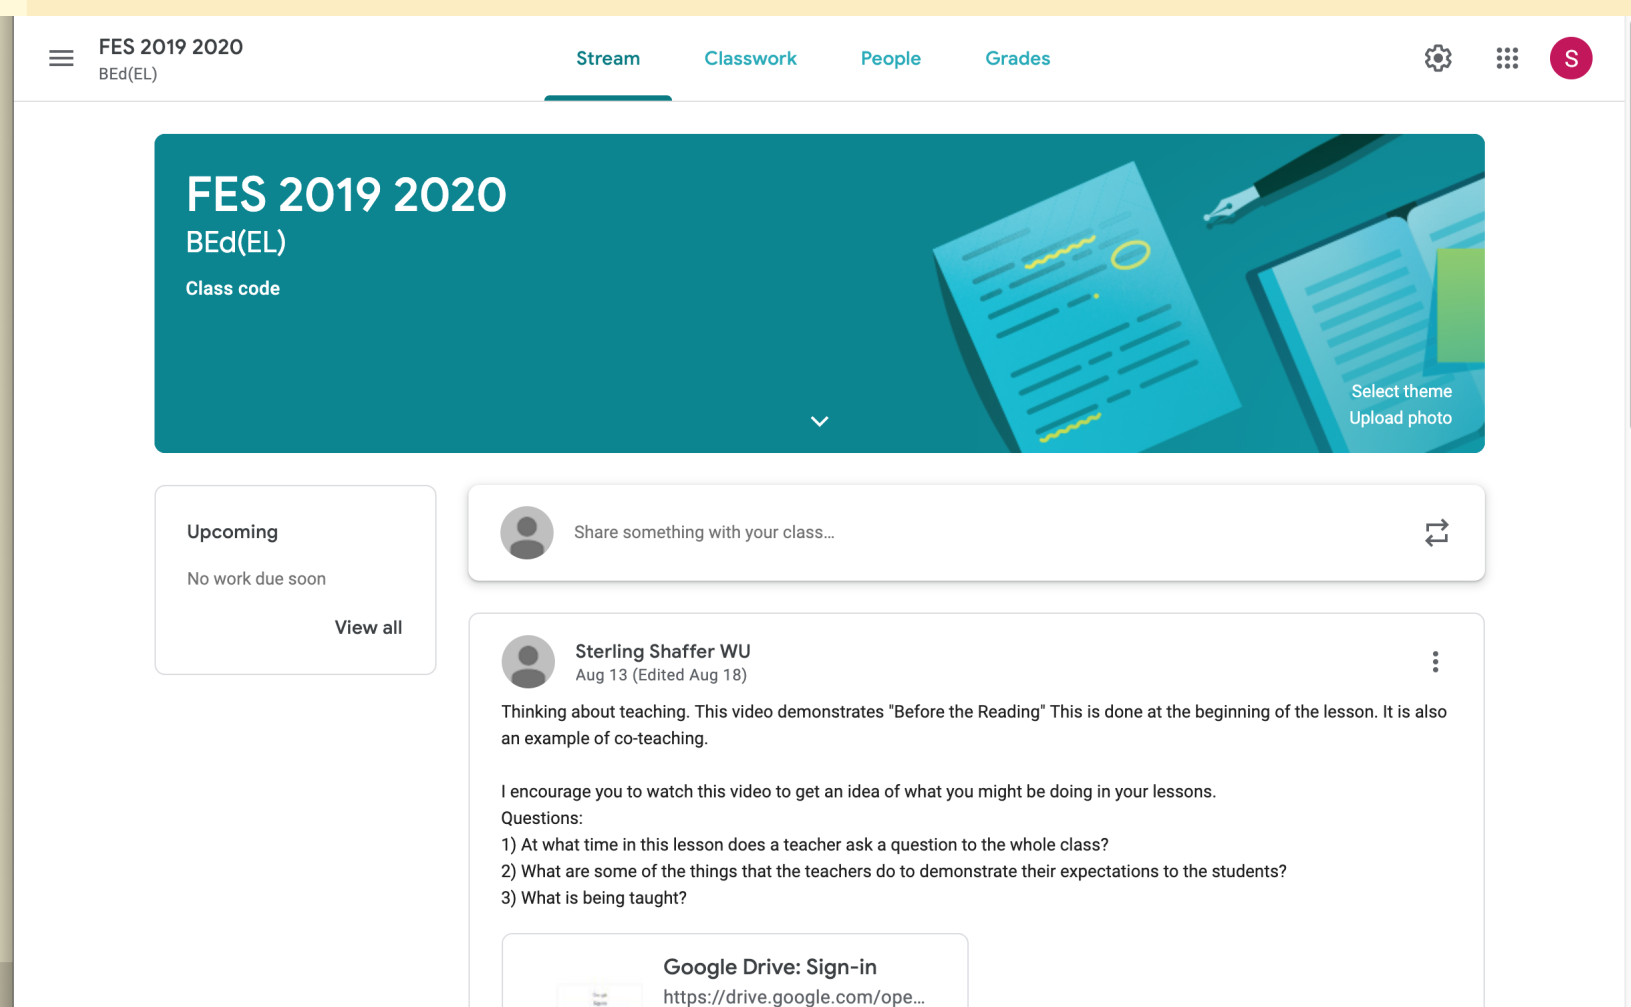 FES 2019 2020
BEd(EL)
Stream
Classwork
People
Grades
S
FES 2019 2020
BEd(EL)
Class code
Select theme
Upload photo
Upcoming
No work due soon
View all
Share something with your class...
Sterling Shaffer WU
Aug 13 (Edited Aug 18)
Thinking about teaching. This video demonstrates "Before the Reading" This is done at the beginning of the lesson. It is also
an example of co-teaching.
I encourage you to watch this video to get an idea of what you might be doing in your lessons.
Questions:
1) At what time in this lesson does a teacher ask a question to the whole class?
2) What are some of the things that the teachers do to demonstrate their expectations to the students?
3) What is being taught?
Google Drive: Sign-in
https://drive.google.com/ope...